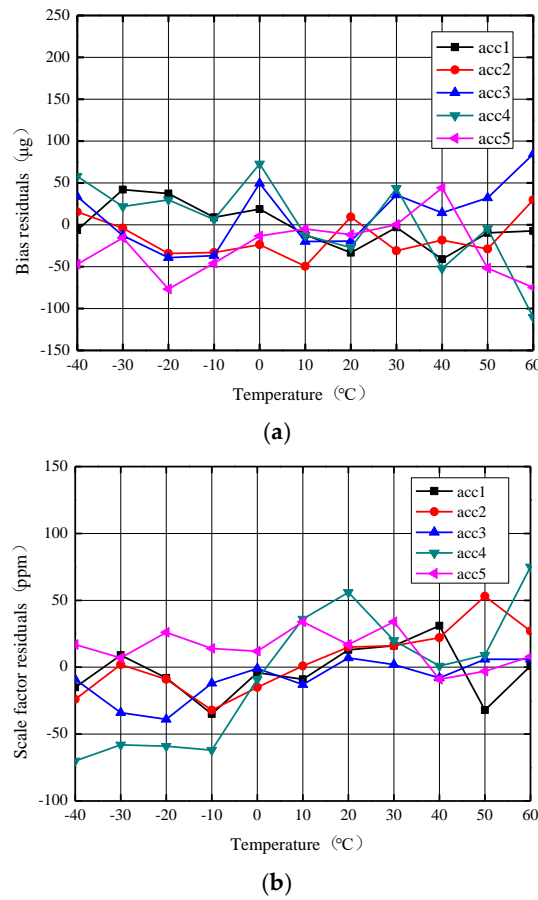 250
200
150
100
50
0
-50
-100
-150
Bias residuals （μg）
acc1
acc2
acc3
acc4
acc5
-40 -30 -20 -10 0 10 20 30 40 50 60
Temperature （°C）
(a)
150
100
50
0
-50
-100
Scale factor residuals （ppm）
acc1
acc2
acc3
acc4
acc5
-40 -30 -20 -10 0 10 20 30 40 50 60
Temperature （°C）
(b)